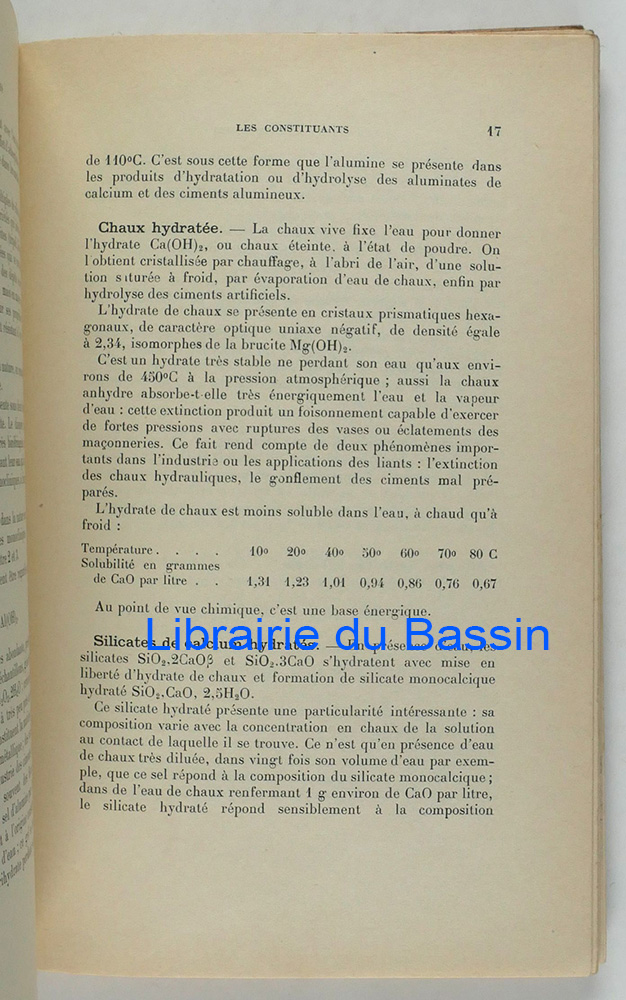 LES CONSTITUANTS 17
de 110°C. C'est sous cette forme que l'alumine se présente dans
les produits d'hydratation ou d'hydrolyse des aluminates de
calcium et des ciments alumineux.
Chaux hydratée. — La chaux vive fixe l'eau pour donner
l'hydrate Ca(OH)₂, ou chaux éteinte. à l'état de poudre. On
l'obtient cristallisée par chauffage, à l'abri de l'air, d'une solu-
tion saturée à froid, par évaporation d'eau de chaux, enfin par
hydrolyse des ciments artificiels.
L'hydrate de chaux se présente en cristaux prismatiques hexa-
gonaux, de caractère optique uniaxe négatif, de densité égale
à 2,34, isomorphes de la brucite Mg(OH)₂.
C'est un hydrate très stable ne perdant son eau qu'aux envi-
rons de 450°C à la pression atmosphérique ; aussi la chaux
anhydre absorbe-t-elle très énergiquement l'eau et la vapeur
d'eau : cette extinction produit un foisonnement capable d'exercer
de fortes pressions avec ruptures des vases ou éclatements des
maçonneries. Ce fait rend compte de deux phénomènes impor-
tants dans l'industrie ou les applications des liants : l'extinction
des chaux hydrauliques, le gonflement des ciments mal pré-
parés.
L'hydrate de chaux est moins soluble dans l'eau, à chaud qu'à
froid :
Température . . . . 10° 20° 40° 50° 60° 70° 80 C
Solubilité en grammes
de CaO par litre . . 1,31 1,23 1,01 0,94 0,86 0,76 0,67
Au point de vue chimique, c'est une base énergique.
Librairie du Bassin
Silicates de calcium hydratés. — En présence d'eau, les
silicates SiO₂,2CaOβ et SiO₂.3CaO s'hydratent avec mise en
liberté d'hydrate de chaux et formation de silicate monocalcique
hydraté SiO₂,CaO, 2,5H₂O.
Ce silicate hydraté présente une particularité intéressante : sa
composition varie avec la concentration en chaux de la solution
au contact de laquelle il se trouve. Ce n'est qu'en présence d'eau
de chaux très diluée, dans vingt fois son volume d'eau par exem-
ple, que ce sel répond à la composition du silicate monocalcique ;
dans de l'eau de chaux renfermant 1 g environ de CaO par litre,
le silicate hydraté répond sensiblement à la composition